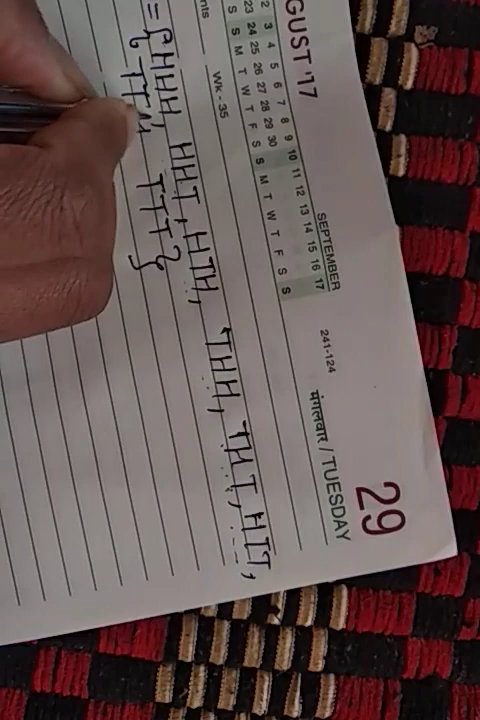 GUST '17
SEPTEMBER
29
2 3 4 5 6 7 8 9 10 11 12 13 14 15 16 17
23 24 25 26 27 28 29 30
S S M T W T F S S M T W T F S S
241-124
मंगलवार / TUESDAY
Wk - 35
= {HHH, HHT, HTH, THH, THT, HTT,
TTH TTT}